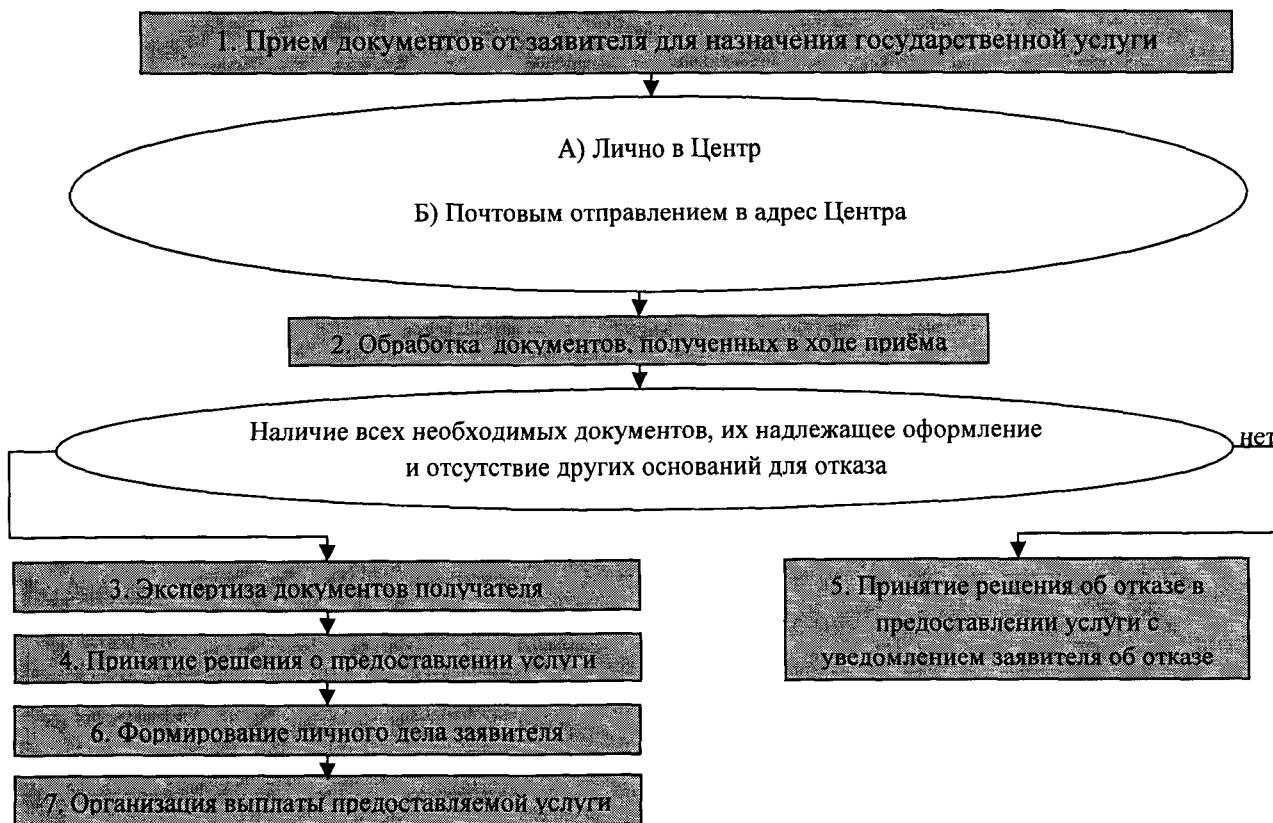 1. Прием документов от заявителя для назначения государственной услуги
А) Лично в Центр
Б) Почтовым отправлением в адрес Центра
2. Обработка документов, полученных в ходе приёма
Наличие всех необходимых документов, их надлежащее оформление
и отсутствие других оснований для отказа
нет
3. Экспертиза документов получателя
4. Принятие решения о предоставлении услуги
5. Принятие решения об отказе в
предоставлении услуги с
уведомлением заявителя об отказе
6. Формирование личного дела заявителя
7. Организация выплаты предоставляемой услуги